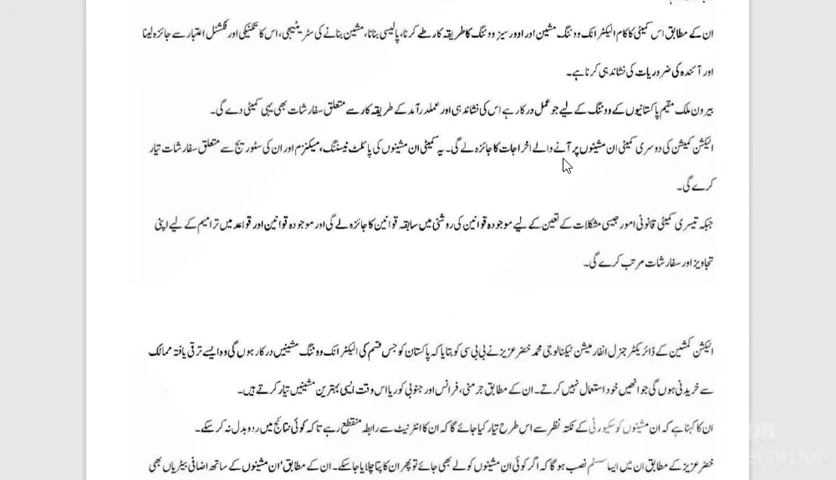 ان کے مطابق اس کمیٹی کا کام الیکٹرانک ووٹنگ مشین اور اوورسیز ووٹنگ کا طریقہ کار طے کرنا، پالیسی بنانا، مشین بنانے کی سٹریٹیجی، اس کا تکنیکی اور فنکشنل اعتبار سے جائزہ لینا
اور آئندہ کی ضروریات کی نشاندہی کرنا ہے۔
بیرون ملک مقیم پاکستانیوں کے ووٹنگ کے لیے جو عمل درکار ہے اس کی نشاندہی اور عملدرآمد کے طریقہ کار سے متعلق سفارشات بھی یہی کمیٹی دے گی۔
الیکشن کمیشن کی دوسری کمیٹی ان مشینوں پر آنے والے اخراجات کا جائزہ لے گی۔ یہ کمیٹی ان مشینوں کی پائلٹ ٹیسٹنگ، میکنزم اور ان کی سٹوریج سے متعلق سفارشات تیار
کرے گی۔
جبکہ تیسری کمیٹی قانونی امور جیسی مشکلات کے تعین کے لیے موجودہ قوانین کی روشنی میں سابقہ قوانین کا جائزہ لے گی اور موجودہ قوانین اور قواعد میں ترامیم کے لیے اپنی
تجاویز اور سفارشات مرتب کرے گی۔
الیکشن کمشین کے ڈائریکٹر جنرل انفارمیشن ٹیکنالوجی محمد خضر عزیز نے بی بی سی کو بتایا کہ پاکستان کو جس قسم کی الیکٹرانک ووٹنگ مشینیں درکار ہوں گی وہ ایسے ترقی یافتہ ممالک
سے خریدنی ہوں گی جو انھیں خود استعمال نہیں کرتے۔ ان کے مطابق جرمنی، فرانس اور جنوبی کوریا اس وقت ایسی بہترین مشینیں تیار کرتے ہیں۔
ان کا کہنا ہے کہ ان مشینوں کو سکیورٹی کے نکتہ نظر سے اس طرح تیار کیا جائے گا کہ ان کا انٹرنیٹ سے رابطہ منقطع رہے تاکہ کوئی نتائج میں ردوبدل نہ کر سکے۔
خضر عزیز کے مطابق ان میں ایسا سسٹم نصب ہو گا کہ اگر کوئی ان مشینوں کو لے بھی جائے تو پھر ان کا پتا چلایا جا سکے۔ ان کے مطابق 'ان مشینوں کے ساتھ اضافی بیٹریاں بھی